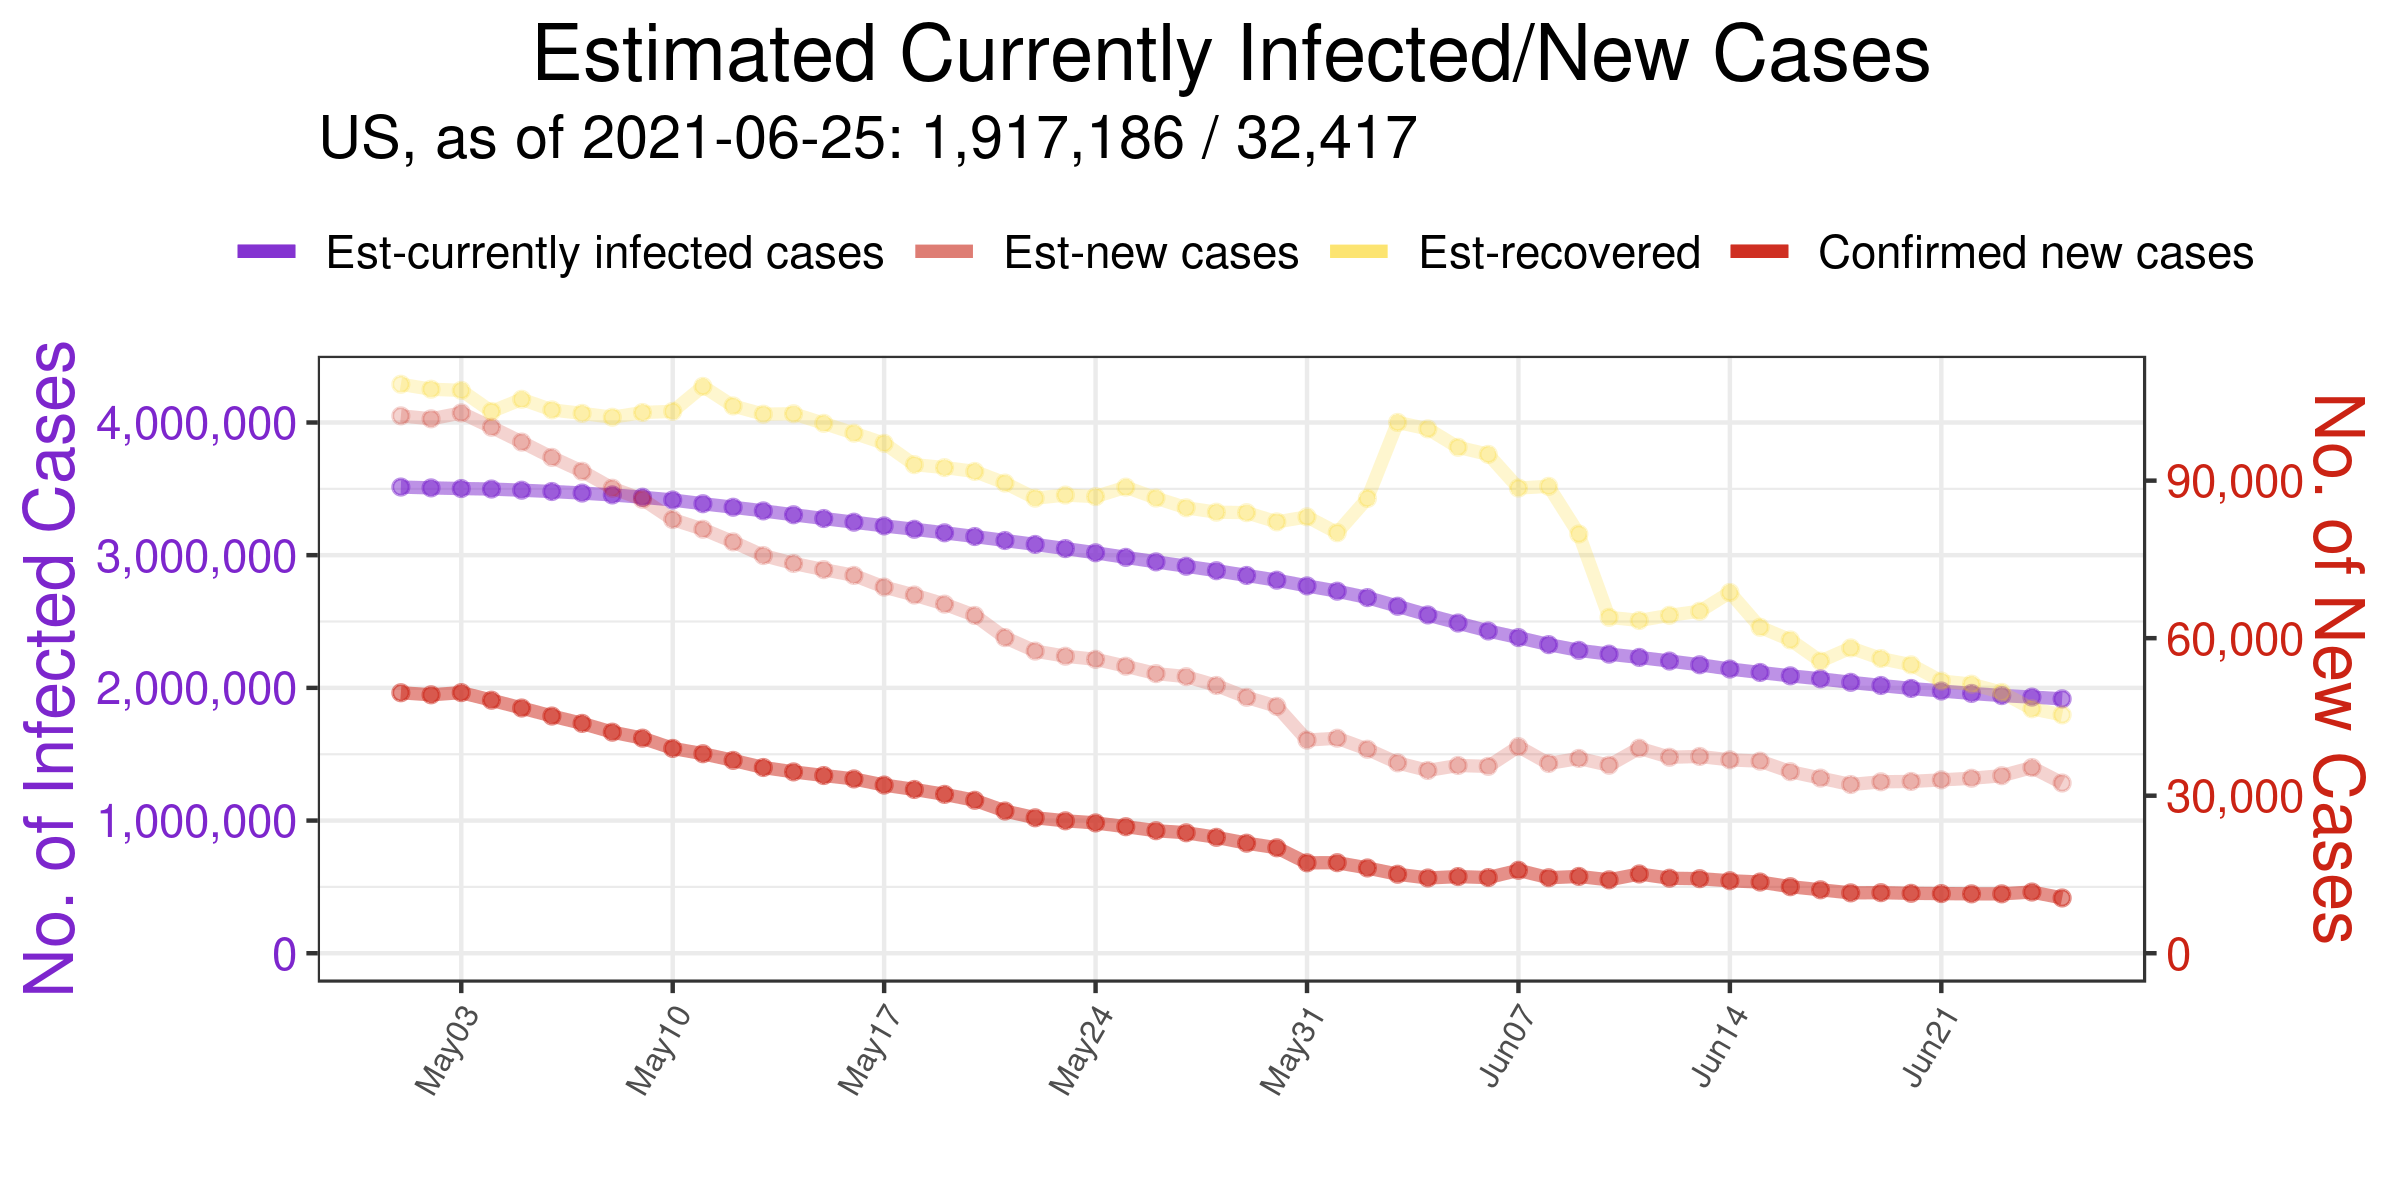 Estimated Currently Infected/New Cases
US, as of 2021-06-25: 1,917,186 / 32,417
Est-currently infected cases Est-new cases Est-recovered Confirmed new cases
No. of Infected Cases
4,000,000
3,000,000
2,000,000
1,000,000
0
No. of New Cases
90,000
60,000
30,000
0
May03 May10 May17 May24 May31 Jun07 Jun14 Jun21